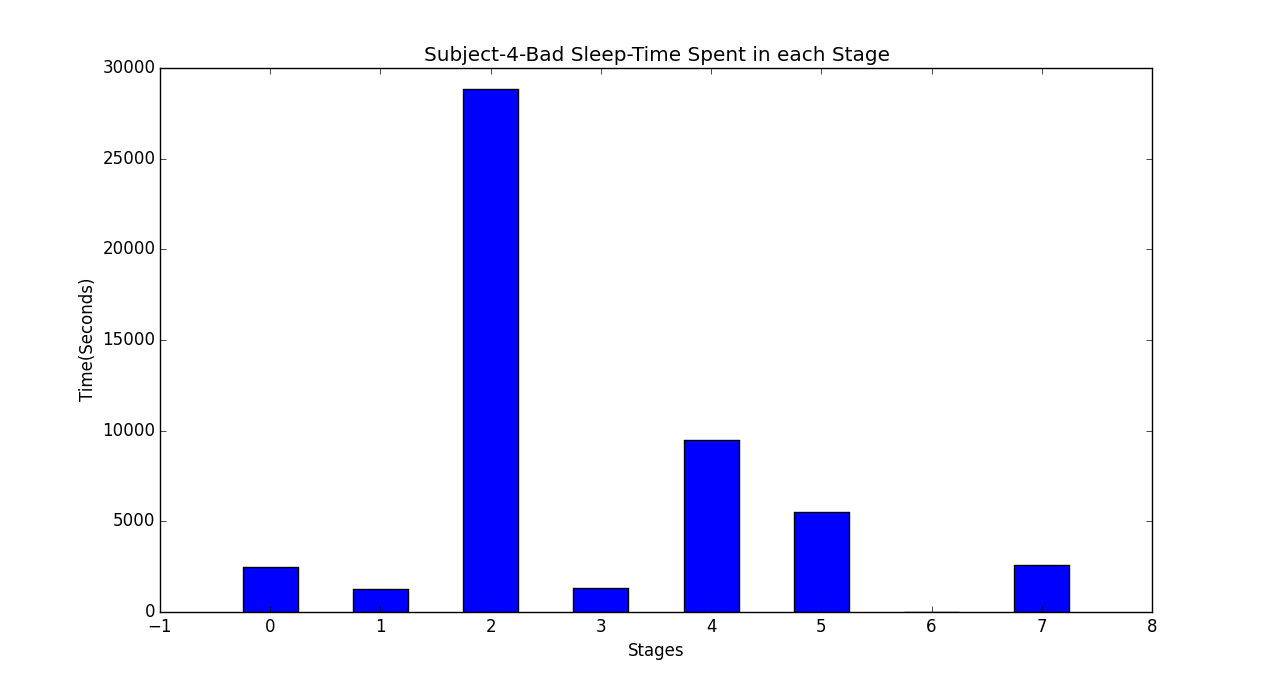 Subject-4-Bad Sleep-Time Spent in each Stage
30000
25000
20000
15000
10000
5000
0
Time(Seconds)
−1 0 1 2 3 4 5 6 7 8
Stages